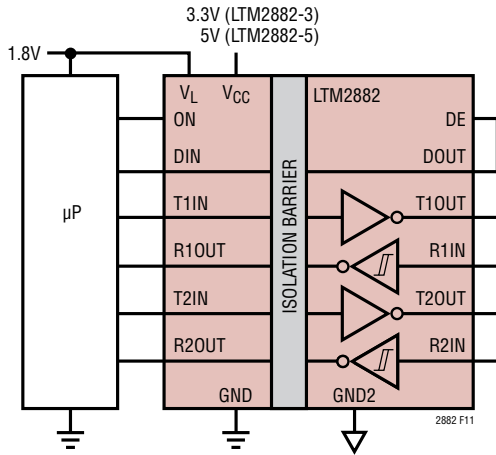 3.3V (LTM2882-3)
5V (LTM2882-5)
1.8V
VL
VCC
LTM2882
ON
DE
DIN
DOUT
µP
T1IN
T1OUT
ISOLATION BARRIER
R1OUT
R1IN
T2IN
T2OUT
R2OUT
R2IN
GND
GND2
2882 F11